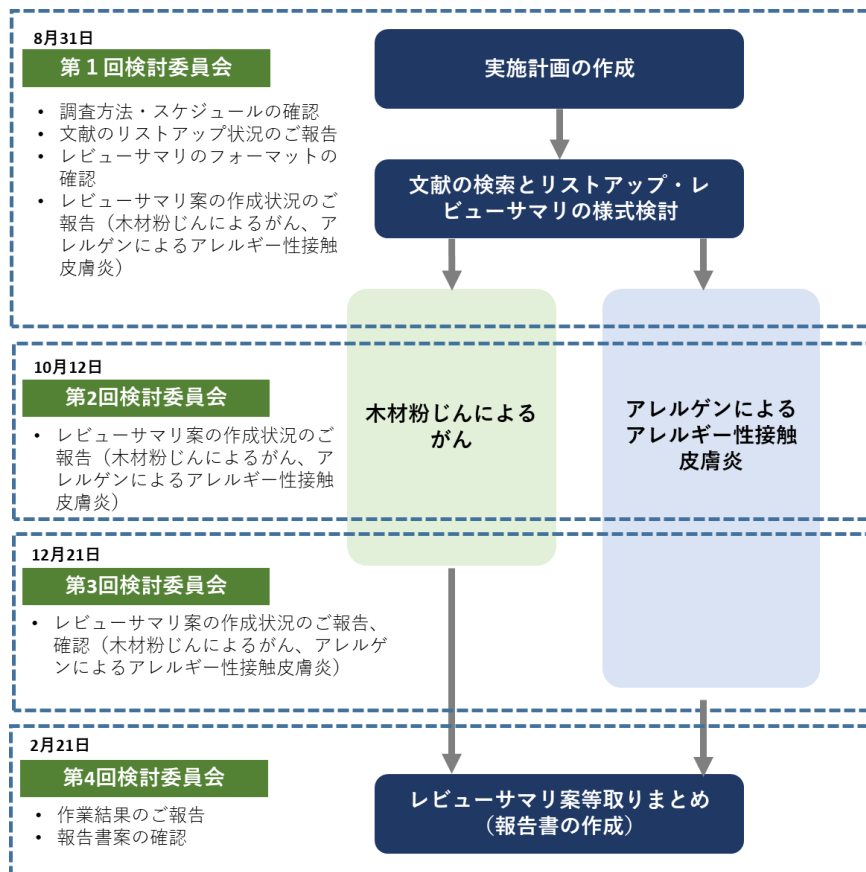 8月31日
第１回検討委員会
• 調査方法・スケジュールの確認
• 文献のリストアップ状況のご報告
• レビューサマリのフォーマットの
確認
• レビューサマリ案の作成状況のご
報告（木材粉じんによるがん、ア
レルゲンによるアレルギー性接触
皮膚炎）
実施計画の作成
文献の検索とリストアップ・レ
ビューサマリの様式検討
10月12日
第2回検討委員会
• レビューサマリ案の作成状況のご
報告（木材粉じんによるがん、ア
レルゲンによるアレルギー性接触
皮膚炎）
木材粉じんによる
がん
アレルゲンによる
アレルギー性接触
皮膚炎
12月21日
第3回検討委員会
• レビューサマリ案の作成状況のご報告、
確認（木材粉じんによるがん、アレルゲ
ンによるアレルギー性接触皮膚炎）
2月21日
第4回検討委員会
• 作業結果のご報告
• 報告書案の確認
レビューサマリ案等取りまとめ
（報告書の作成）